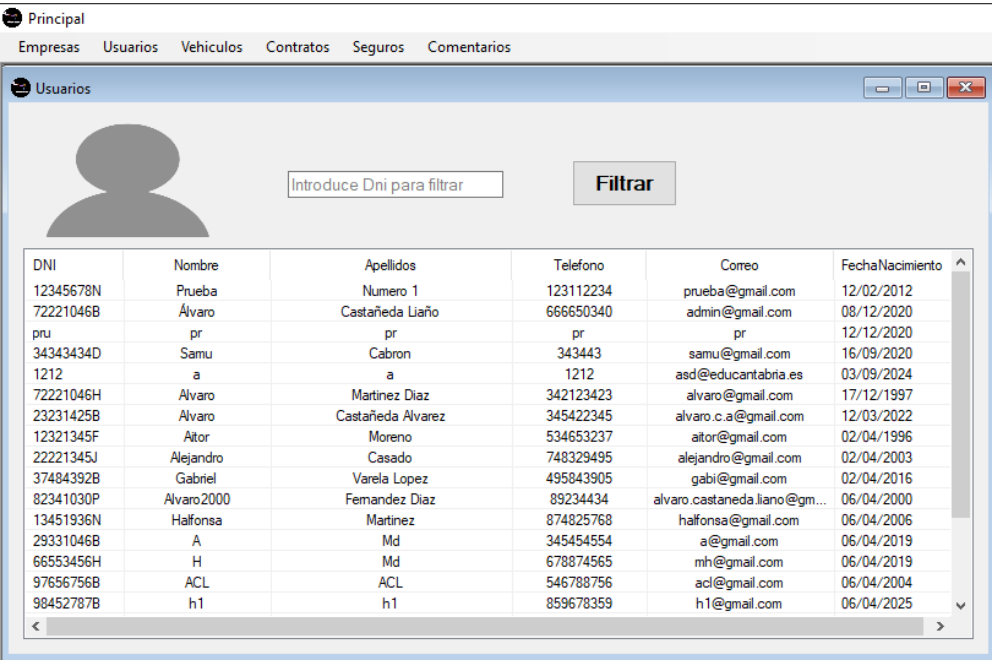 Principal
Empresas Usuarios Vehiculos Contratos Seguros Comentarios
Usuarios
Introduce Dni para filtrar Filtrar
DNI Nombre Apellidos Telefono Correo FechaNacimiento
12345678N Prueba Numero 1 123112234 prueba@gmail.com 12/02/2012
72221046B Álvaro Castañeda Liaño 666650340 admin@gmail.com 08/12/2020
pru pr pr pr pr 12/12/2020
34343434D Samu Cabron 343443 samu@gmail.com 16/09/2020
1212 a a 1212 asd@educantabria.es 03/09/2024
72221046H Alvaro Martinez Diaz 342123423 alvaro@gmail.com 17/12/1997
23231425B Alvaro Castañeda Alvarez 345422345 alvaro.c.a@gmail.com 12/03/2022
12321345F Aitor Moreno 534653237 aitor@gmail.com 02/04/1996
22221345J Alejandro Casado 748329495 alejandro@gmail.com 02/04/2003
37484392B Gabriel Varela Lopez 495843905 gabi@gmail.com 02/04/2016
82341030P Alvaro2000 Fernandez Diaz 89234434 alvaro.castaneda.liano@gm... 06/04/2000
13451936N Halfonsa Martinez 874825768 halfonsa@gmail.com 06/04/2006
29331046B A Md 345454554 a@gmail.com 06/04/2019
66553456H H Md 678874565 mh@gmail.com 06/04/2019
97656756B ACL ACL 546788756 acl@gmail.com 06/04/2004
98452787B h1 h1 859678359 h1@gmail.com 06/04/2025